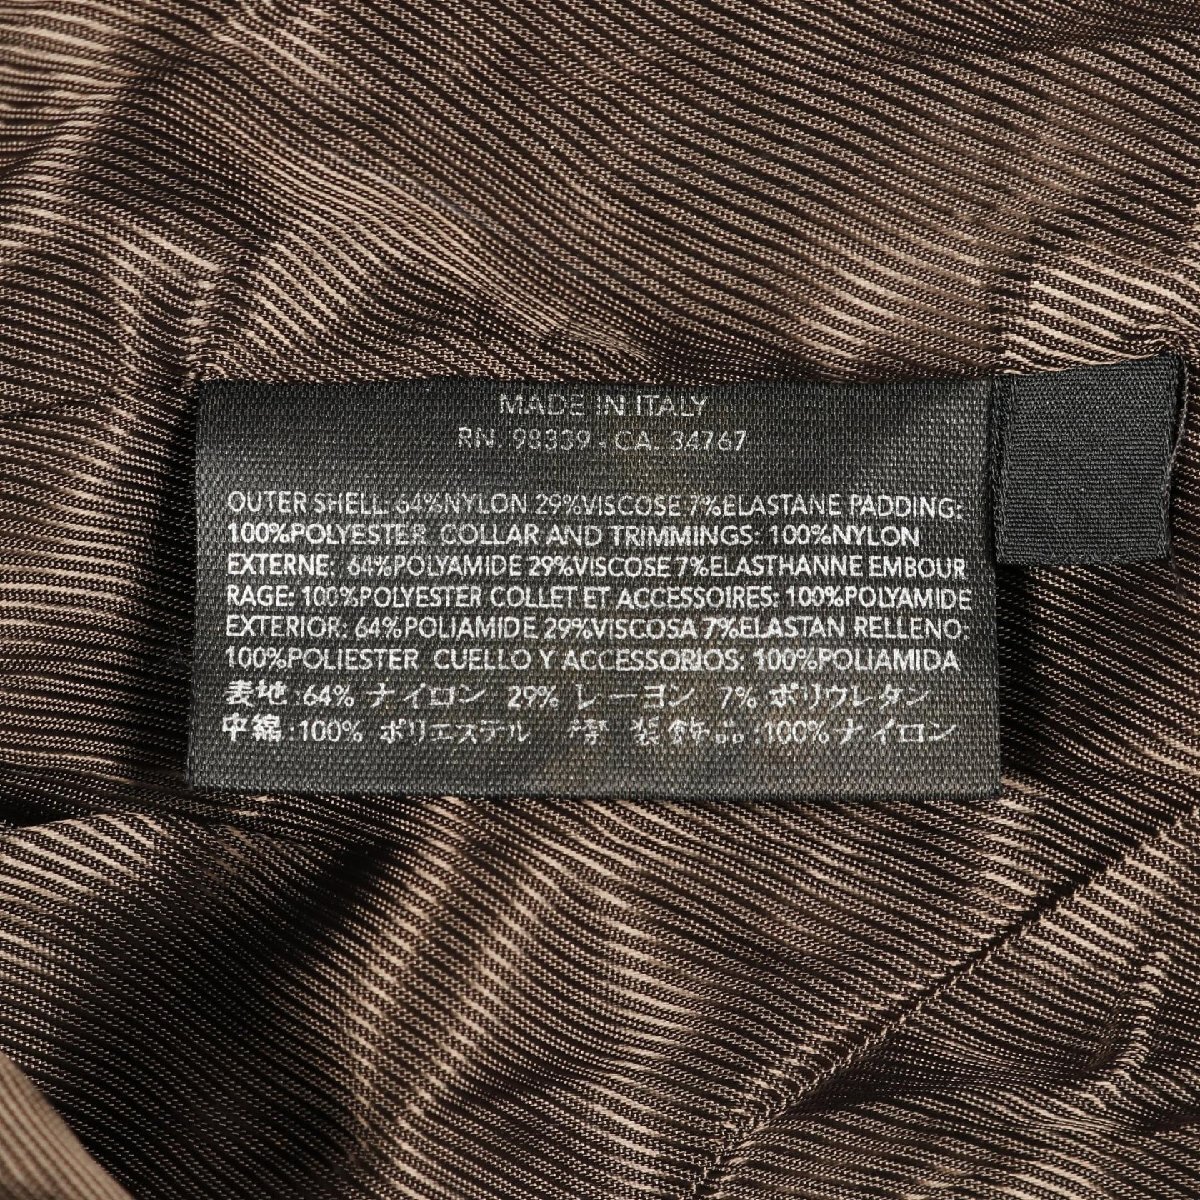 MADE IN ITALY
RN. 98339 - CA. 34767
OUTER SHELL: 64%NYLON 29%VISCOSE 7%ELASTANE PADDING:
100%POLYESTER COLLAR AND TRIMMINGS: 100%NYLON
EXTERNE: 64%POLYAMIDE 29%VISCOSE 7%ELASTHANNE EMBOUR
RAGE: 100%POLYESTER COLLET ET ACCESSOIRES: 100%POLYAMIDE
EXTERIOR: 64%POLIAMIDE 29%VISCOSA 7%ELASTAN RELLENO:
100%POLIESTER CUELLO Y ACCESSORIOS: 100%POLIAMIDA
表地:64% ナイロン 29% レーヨン 7% ポリウレタン
中綿:100% ポリエステル 装飾品:100%ナイロン